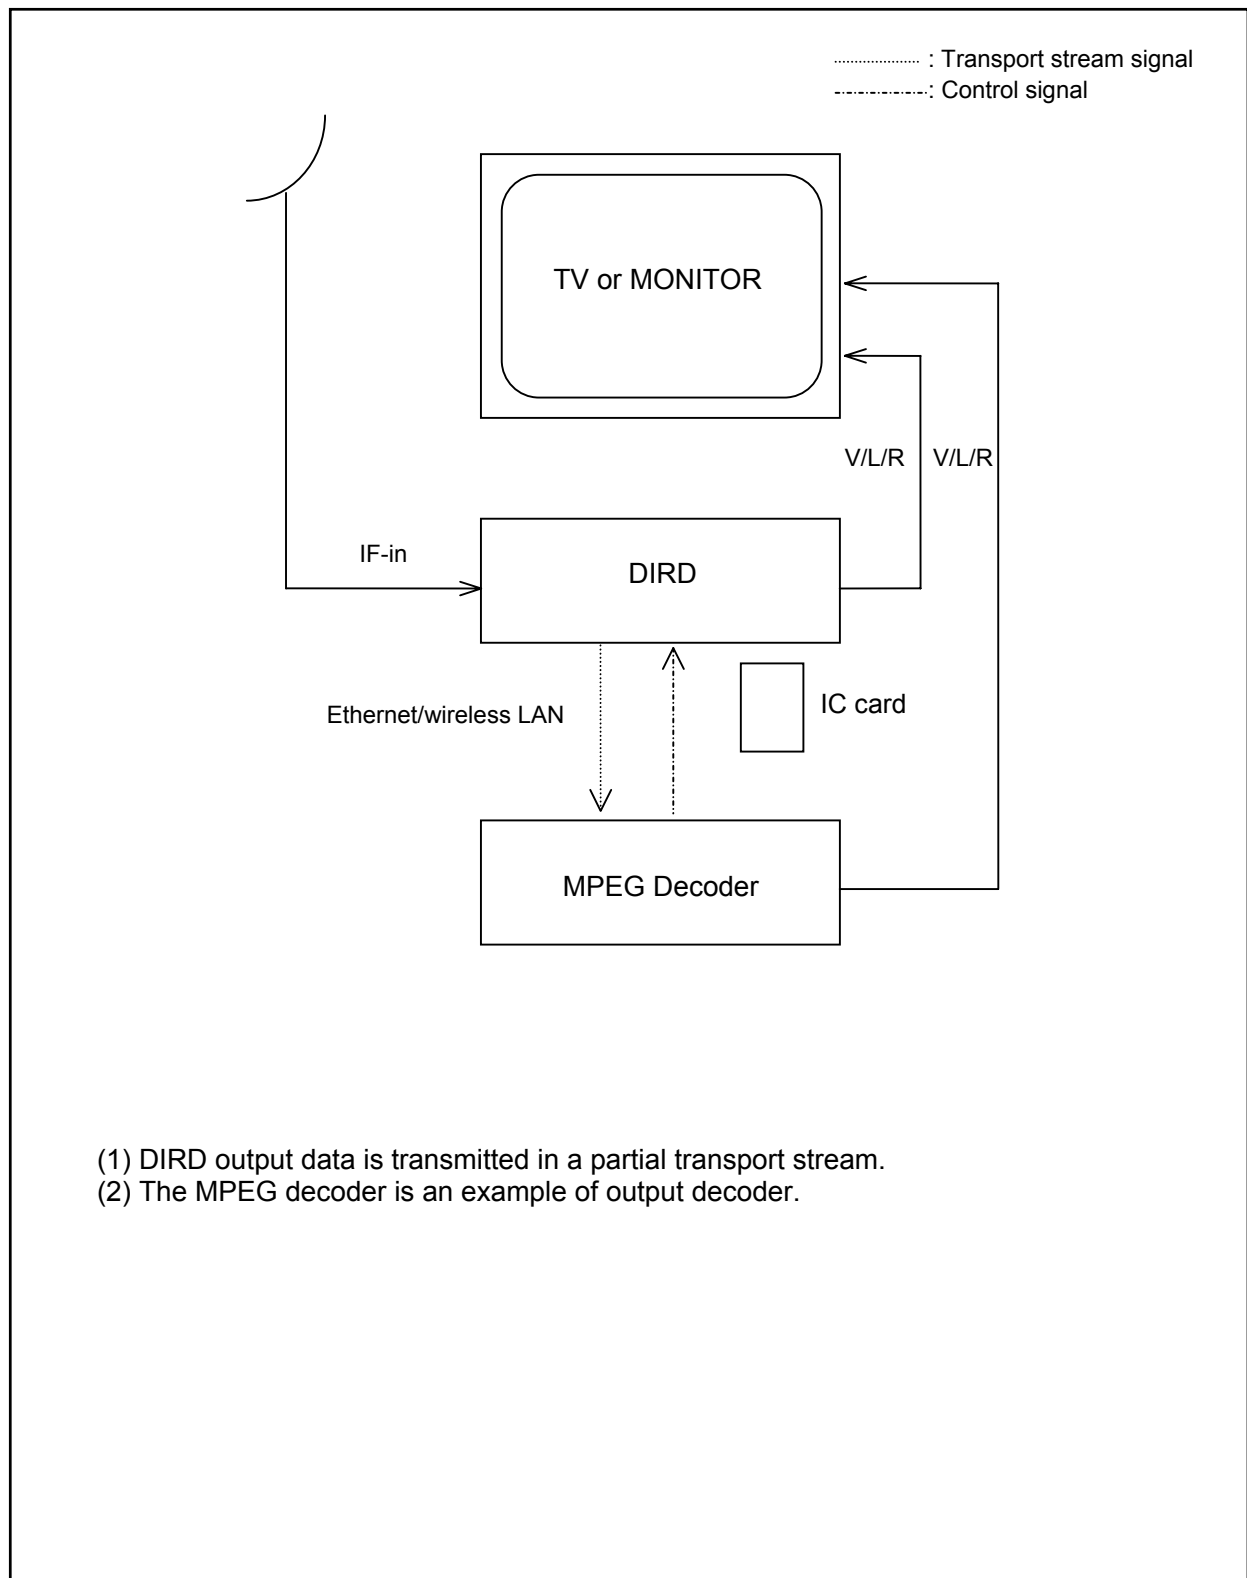 : Transport stream signal
: Control signal
TV or MONITOR
V/L/R V/L/R
IF-in
DIRD
Ethernet/wireless LAN
IC card
MPEG Decoder
(1) DIRD output data is transmitted in a partial transport stream.
(2) The MPEG decoder is an example of output decoder.